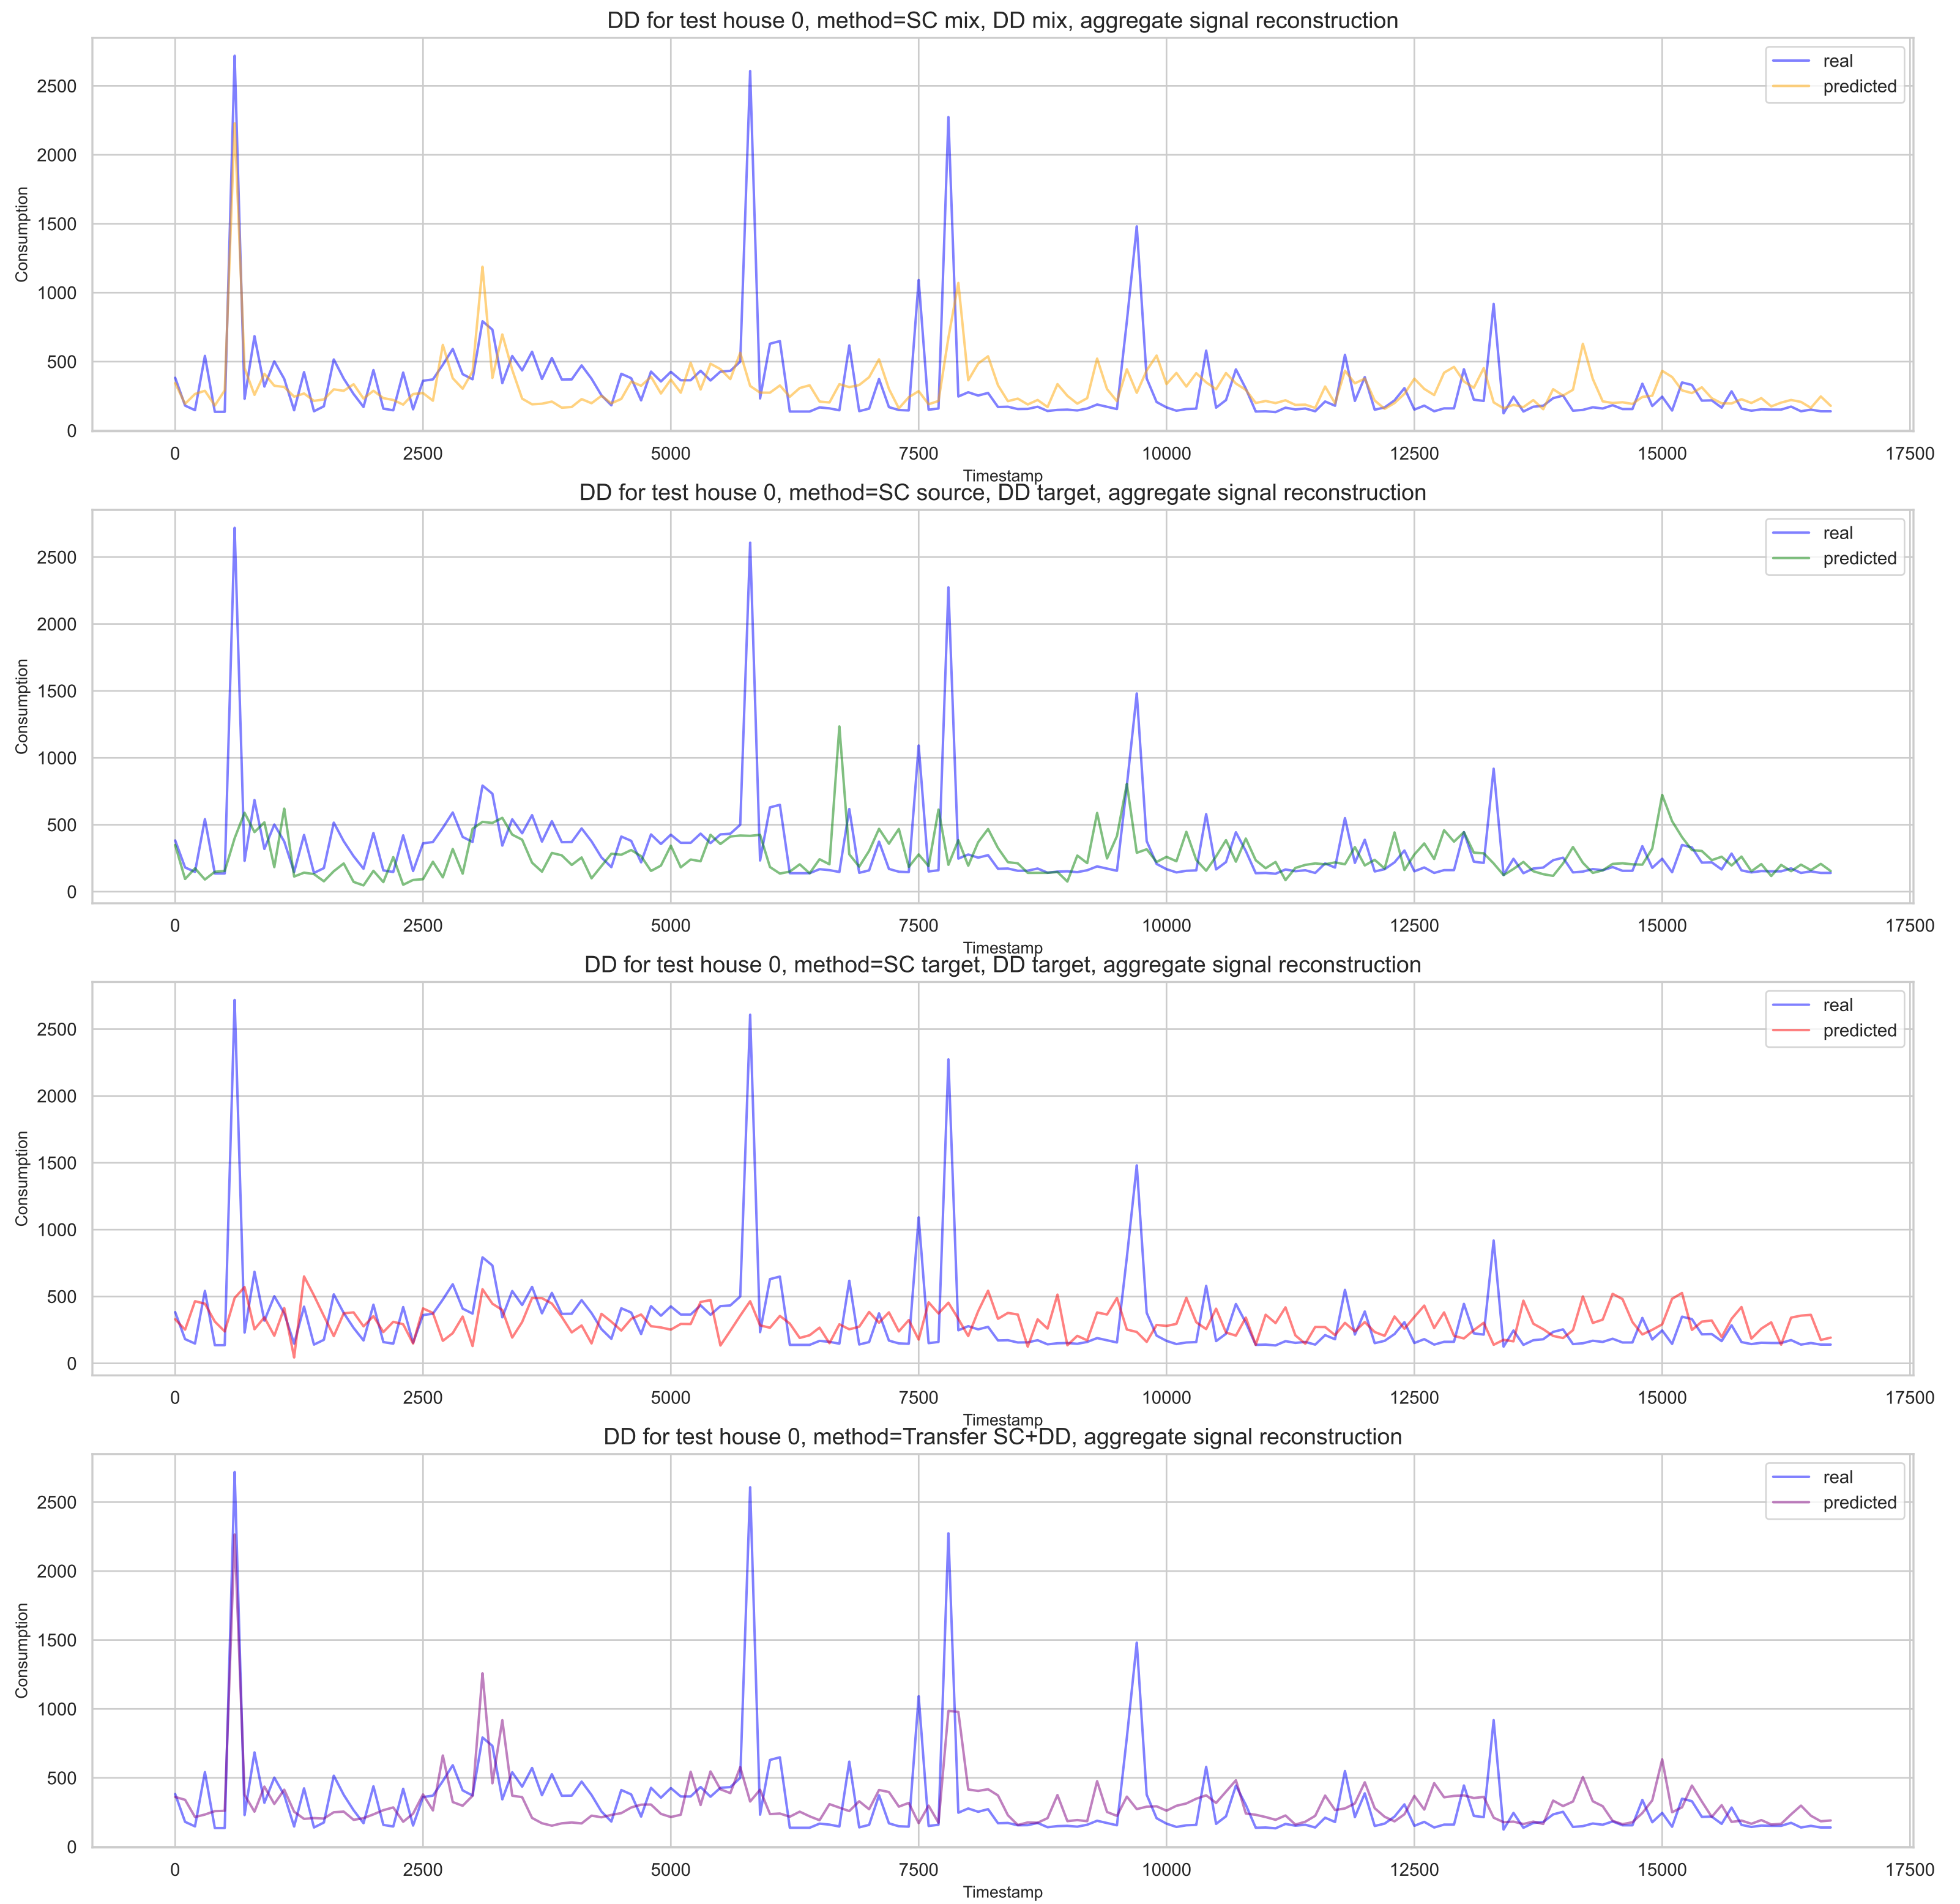 DD for test house 0, method=SC mix, DD mix, aggregate signal reconstruction
real
predicted
Consumption
2500
2000
1500
1000
500
0
0 2500 5000 7500 10000 12500 15000 17500
Timestamp
DD for test house 0, method=SC source, DD target, aggregate signal reconstruction
real
predicted
Consumption
2500
2000
1500
1000
500
0
0 2500 5000 7500 10000 12500 15000 17500
Timestamp
DD for test house 0, method=SC target, DD target, aggregate signal reconstruction
real
predicted
Consumption
2500
2000
1500
1000
500
0
0 2500 5000 7500 10000 12500 15000 17500
Timestamp
DD for test house 0, method=Transfer SC+DD, aggregate signal reconstruction
real
predicted
Consumption
2500
2000
1500
1000
500
0
0 2500 5000 7500 10000 12500 15000 17500
Timestamp